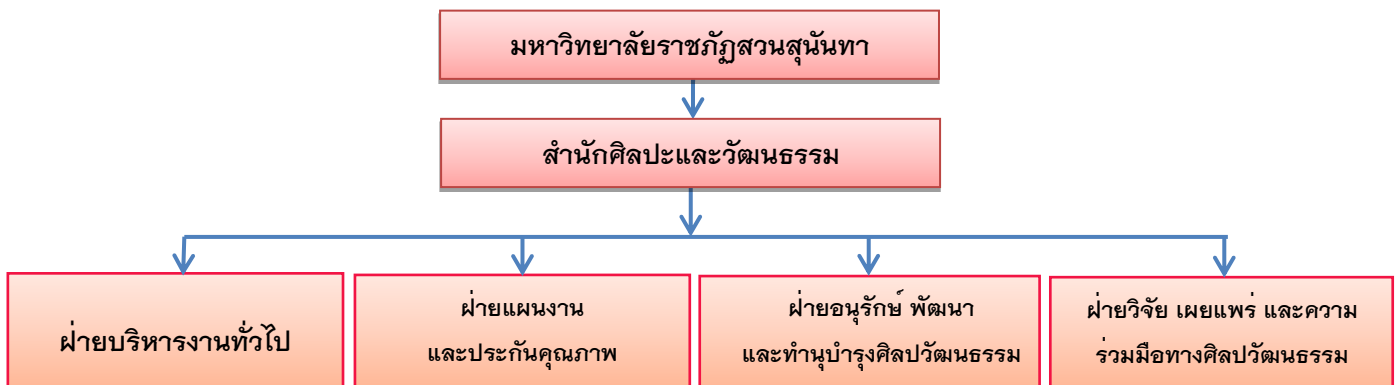 มหาวิทยาลัยราชภัฏสวนสุนันทา
สำนักศิลปะและวัฒนธรรม
ฝ่ายบริหารงานทั่วไป
ฝ่ายแผนงาน
และประกันคุณภาพ
ฝ่ายอนุรักษ์ พัฒนา
และทำนุบำรุงศิลปวัฒนธรรม
ฝ่ายวิจัย เผยแพร่ และความ
ร่วมมือทางศิลปวัฒนธรรม